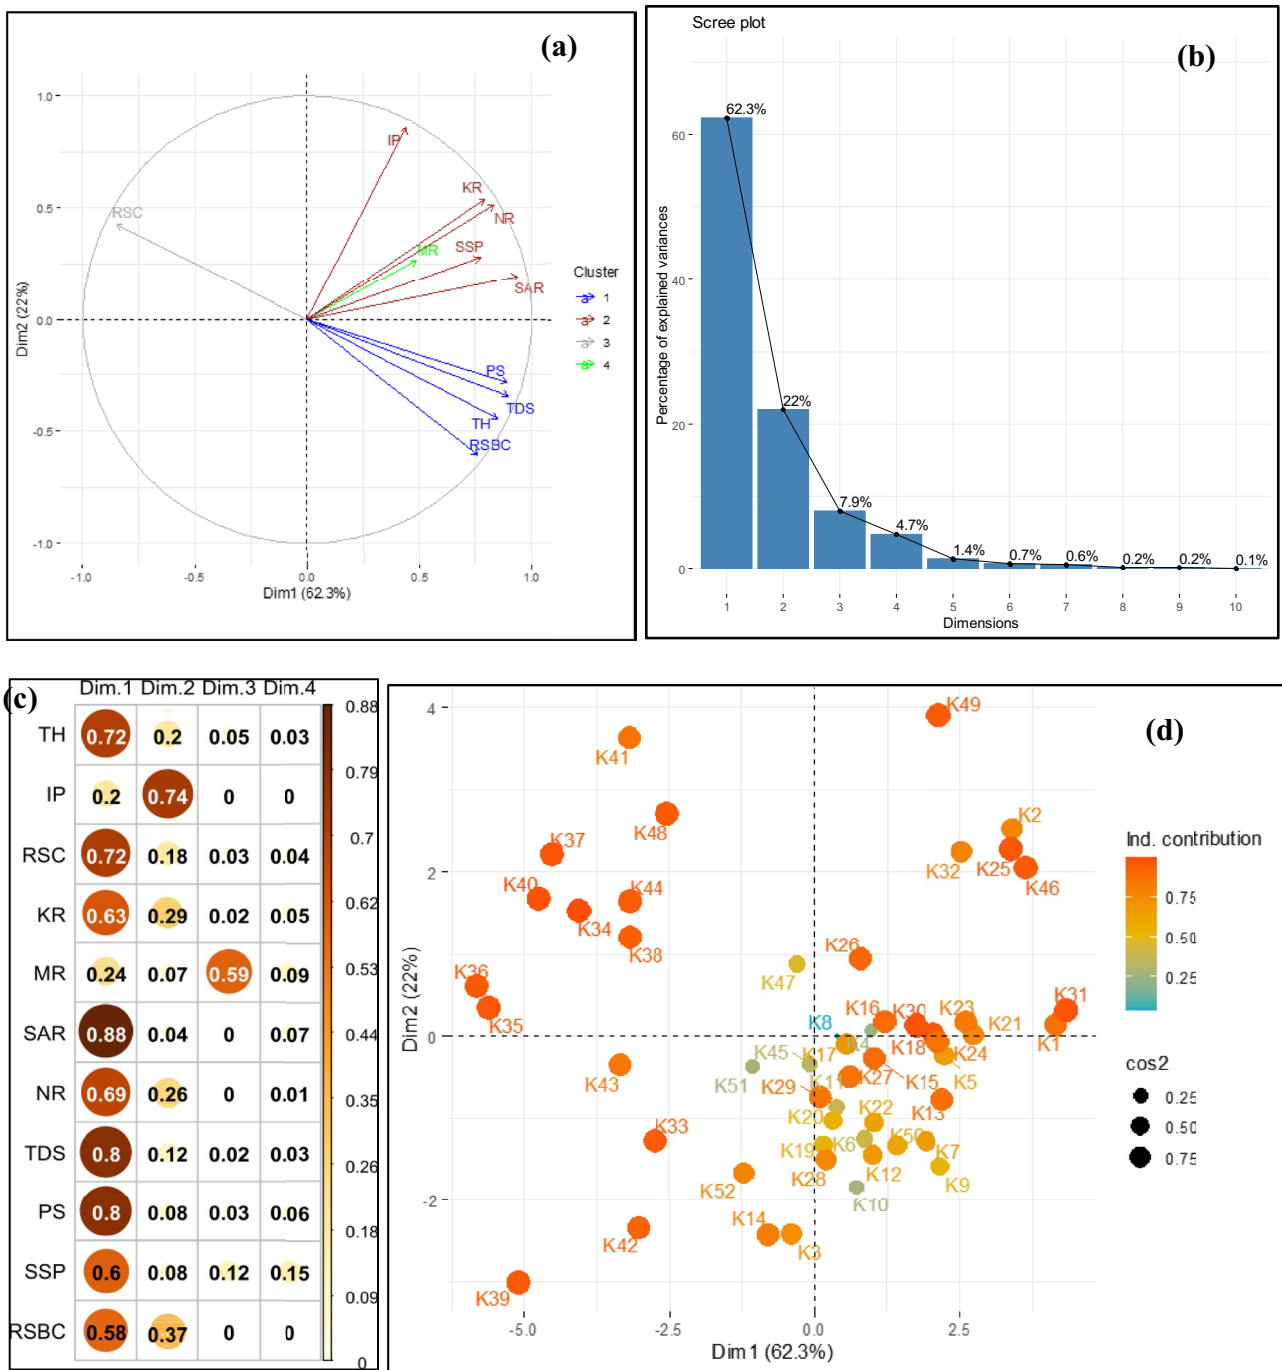 (a)
1.0
0.5
0.0
-0.5
-1.0
Dim2 (22%)
IP
KR
NR
RSC
SSP
MR
SAR
PS
TDS
TH
RSBC
-1.0 -0.5 0.0 0.5 1.0
Dim1 (62.3%)
Cluster
a 1
a 2
a 3
a 4
Scree plot
(b)
Percentage of explained variances
60
40
20
0
62.3%
22%
7.9%
4.7%
1.4%
0.7%
0.6%
0.2%
0.2%
0.1%
1 2 3 4 5 6 7 8 9 10
Dimensions
(c)
Dim.1 Dim.2 Dim.3 Dim.4
TH 0.72 0.2 0.05 0.03
IP 0.2 0.74 0 0
RSC 0.72 0.18 0.03 0.04
KR 0.63 0.29 0.02 0.05
MR 0.24 0.07 0.59 0.09
SAR 0.88 0.04 0 0.07
NR 0.69 0.26 0 0.01
TDS 0.8 0.12 0.02 0.03
PS 0.8 0.08 0.03 0.06
SSP 0.6 0.08 0.12 0.15
RSBC 0.58 0.37 0 0
0.88
0.79
0.7
0.62
0.53
0.44
0.35
0.26
0.18
0.09
0
(d)
4
2
0
-2
Dim2 (22%)
K49
K41
K48
K2
K37
K32
K25
K46
K40
K44
K34
K38
K26
K47
K36
K35
K16
K30
K23
K31
K8
K4
K18
K21
K1
K45
K17
K24
K51
K11
K27
K15
K5
K43
K29
K13
K20
K22
K33
K19
K6
K50
K7
K28
K12
K9
K52
K10
K14
K3
K42
K39
-5.0 -2.5 0.0 2.5
Dim1 (62.3%)
Ind. contribution
0.75
0.50
0.25
cos2
0.25
0.50
0.75